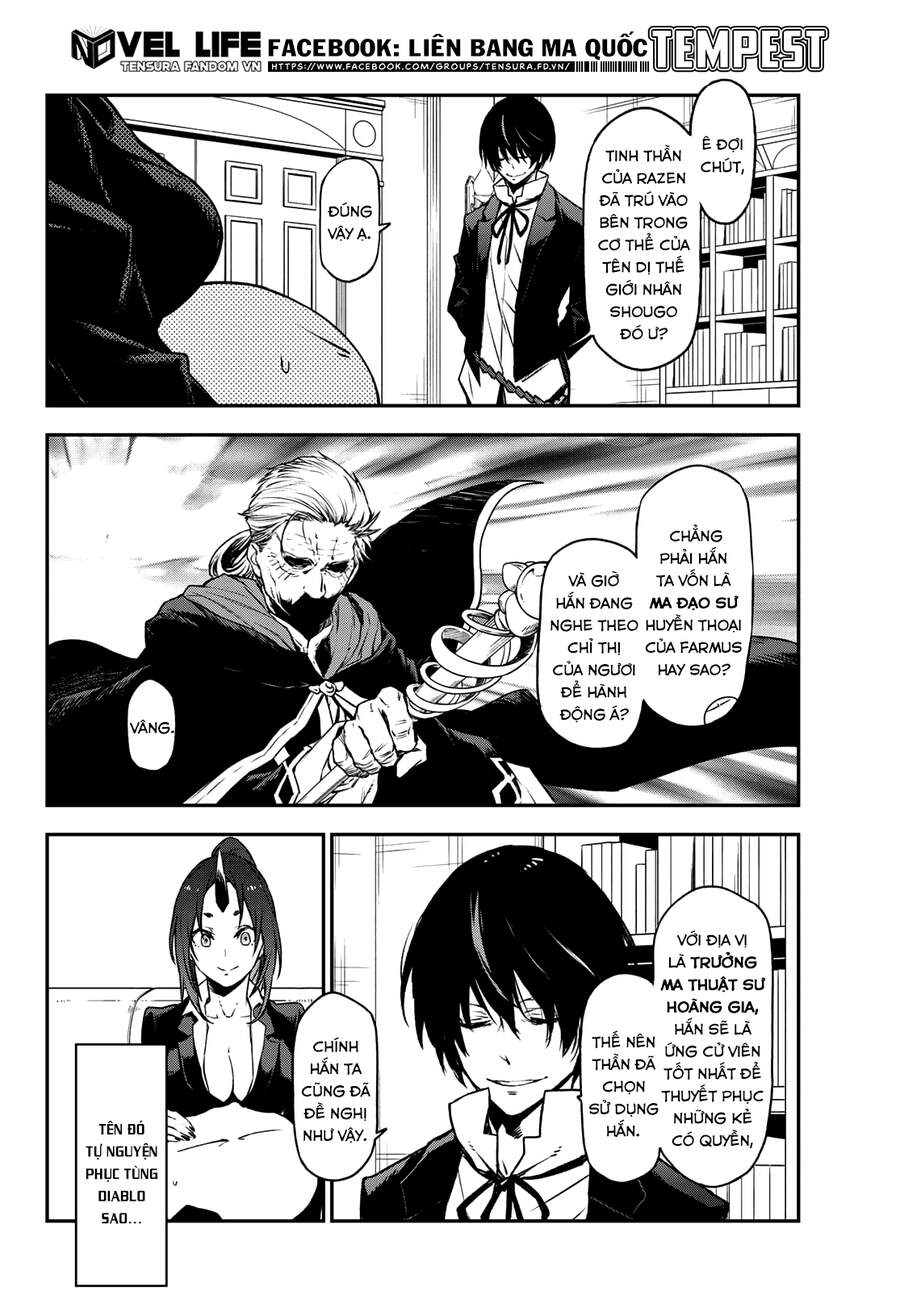 NOVEL LIFE
TENSURA FANDOM VN
FACEBOOK: LIÊN BANG MA QUỐC
HTTPS://WWW.FACEBOOK.COM/GROUPS/TENSURA.FD.VN/
TEMPEST
Ê ĐỢI
CHÚT,
TINH THẦN
CỦA RAZEN
ĐÃ TRÚ VÀO
BÊN TRONG
CƠ THỂ CỦA
TÊN DỊ THẾ
GIỚI NHÂN
SHOUGO
ĐÓ Ư?
ĐÚNG
VẬY Ạ.
CHẲNG
PHẢI HẮN
TA VỐN LÀ
MA ĐẠO SƯ
HUYỀN THOẠI
CỦA FARMUS
HAY SAO?
VÀ GIỜ
HẮN ĐANG
NGHE THEO
CHỈ THỊ
CỦA NGƯƠI
ĐỂ HÀNH
ĐỘNG Á?
VÂNG.
VỚI ĐỊA VỊ
LÀ TRƯỞNG
MA THUẬT SƯ
HOÀNG GIA,
HẮN SẼ LÀ
ỨNG CỬ VIÊN
TỐT NHẤT ĐỂ
THUYẾT PHỤC
NHỮNG KẺ
CÓ QUYỀN,
THẾ NÊN
THẦN ĐÃ
CHỌN
SỬ DỤNG
HẮN.
CHÍNH
HẮN TA
CŨNG ĐÃ
ĐỀ NGHỊ
NHƯ VẬY.
TÊN ĐÓ
TỰ NGUYỆN
PHỤC TÙNG
DIABLO
SAO...